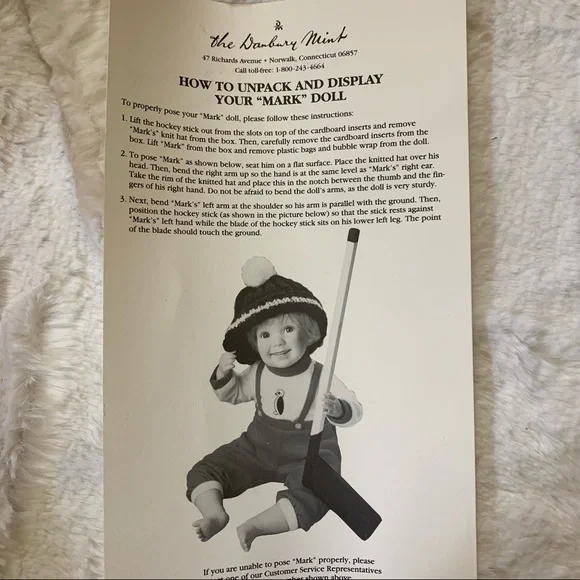 the Danbury Mint
47 Richards Avenue • Norwalk, Connecticut 06857
Call toll-free: 1-800-243-4664
HOW TO UNPACK AND DISPLAY
YOUR "MARK" DOLL
To properly pose your "Mark" doll, please follow these instructions:
1. Lift the hockey stick out from the slots on top of the cardboard inserts and remove
"Mark's" knit hat from the box. Then, carefully remove the cardboard inserts from the
box. Lift "Mark" from the box and remove plastic bags and bubble wrap from the doll.
2. To pose "Mark" as shown below, seat him on a flat surface. Place the knitted hat over his
head. Then, bend the right arm up so the hand is at the same level as "Mark's" right ear.
Take the rim of the knitted hat and place this in the notch between the thumb and the fin-
gers of his right hand. Do not be afraid to bend the doll's arms, as the doll is very sturdy.
3. Next, bend "Mark's" left arm at the shoulder so his arm is parallel with the ground. Then,
position the hockey stick (as shown in the picture below) so that the stick rests against
"Mark's" left hand while the blade of the hockey stick sits on his lower left leg. The point
of the blade should touch the ground.
If you are unable to pose "Mark" properly, please
one of our Customer Service Representatives
shown above